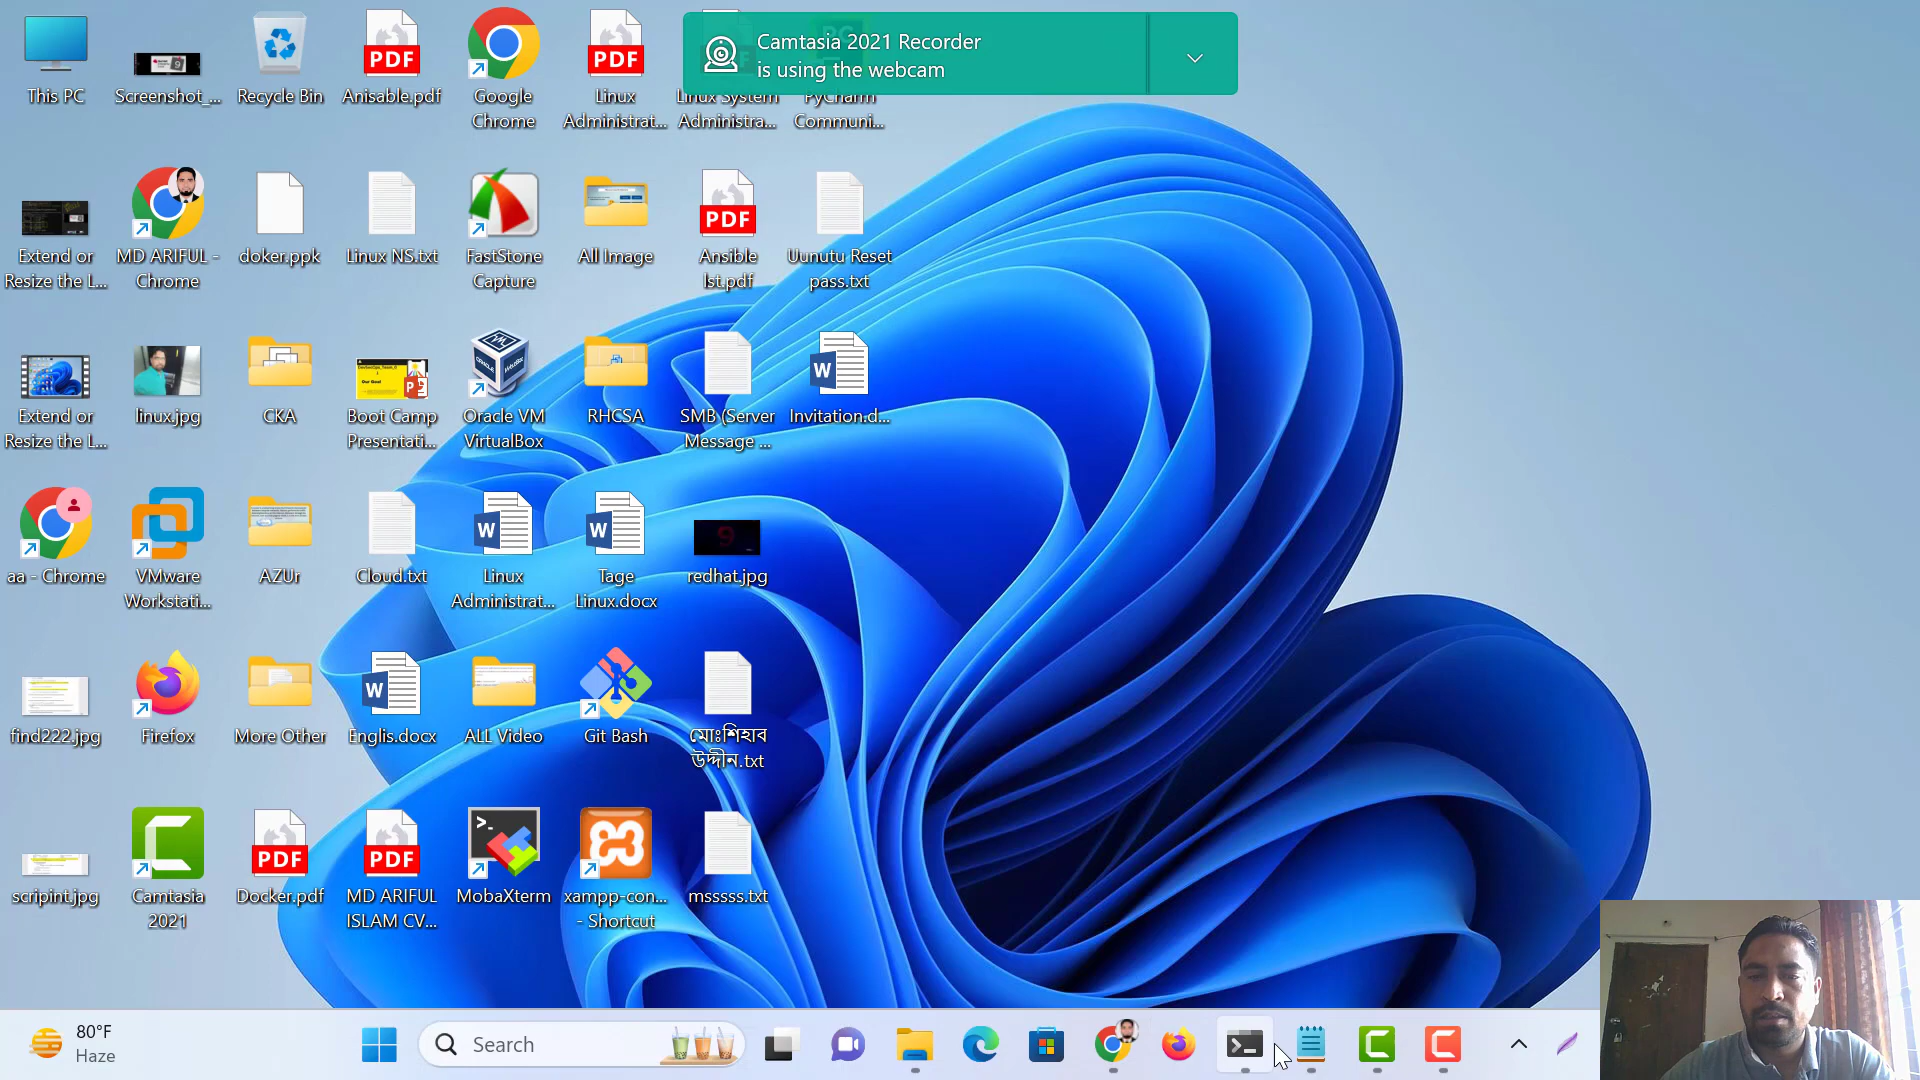 Camtasia 2021 Recorder
is using the webcam
This PC
Screenshot_...
Recycle Bin
Anisable.pdf
Google
Chrome
Linux
Administrat...
Linux System
Administra...
PyCharm
Communi...
Extend or
Resize the L...
MD ARIFUL -
Chrome
doker.ppk
Linux NS.txt
FastStone
Capture
All Image
Ansible
lst.pdf
Uunutu Reset
pass.txt
Extend or
Resize the L...
linux.jpg
CKA
Boot Camp
Presentati...
Oracle VM
VirtualBox
RHCSA
SMB (Server
Message ...
Invitation.d...
aa - Chrome
VMware
Workstati...
AZUr
Cloud.txt
Linux
Administrat...
Tage
Linux.docx
redhat.jpg
find222.jpg
Firefox
More Other
Englis.docx
ALL Video
Git Bash
মোঃশিহাব
উদ্দীন.txt
scripint.jpg
Camtasia
2021
Docker.pdf
MD ARIFUL
ISLAM CV...
MobaXterm
xampp-con...
- Shortcut
msssss.txt
PDF
PDF
PDF
PDF
PDF
80°F
Haze
Search